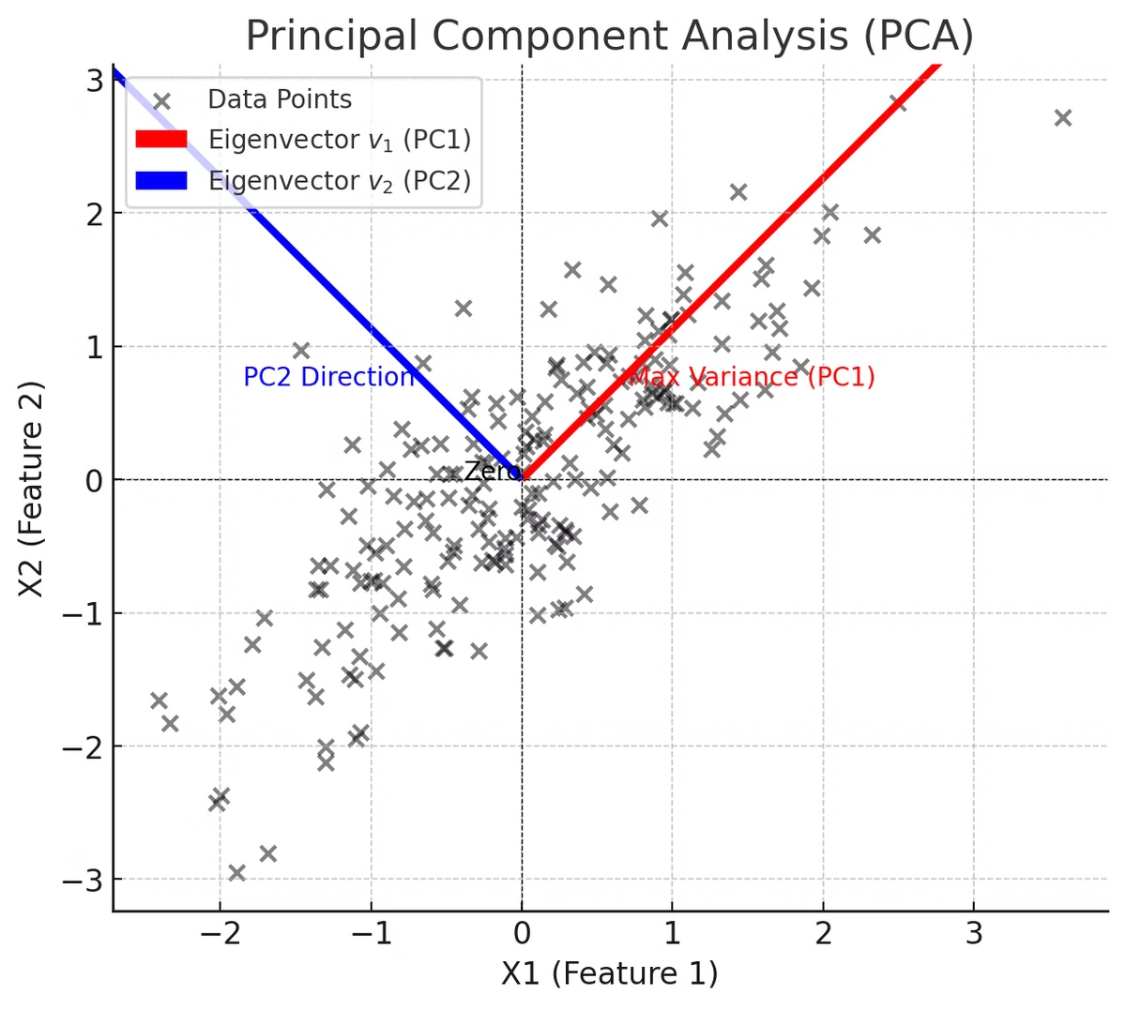 Principal Component Analysis (PCA)
Data Points
Eigenvector v₁ (PC1)
Eigenvector v₂ (PC2)
PC2 Direction
Max Variance (PC1)
Zero
X2 (Feature 2)
3
2
1
0
−1
−2
−3
−2 −1 0 1 2 3
X1 (Feature 1)